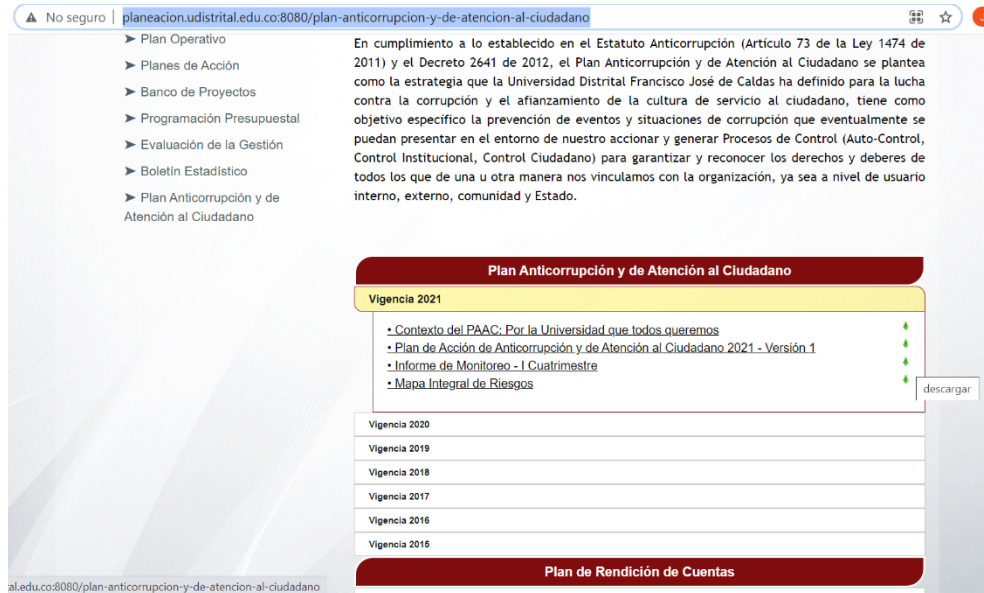 No seguro
planeacion.udistrital.edu.co:8080/plan-anticorrupcion-y-de-atencion-al-ciudadano
➤ Plan Operativo
➤ Planes de Acción
➤ Banco de Proyectos
➤ Programación Presupuestal
➤ Evaluación de la Gestión
➤ Boletín Estadístico
➤ Plan Anticorrupción y de
Atención al Ciudadano
En cumplimiento a lo establecido en el Estatuto Anticorrupción (Artículo 73 de la Ley 1474 de
2011) y el Decreto 2641 de 2012, el Plan Anticorrupción y de Atención al Ciudadano se plantea
como la estrategia que la Universidad Distrital Francisco José de Caldas ha definido para la lucha
contra la corrupción y el afianzamiento de la cultura de servicio al ciudadano, tiene como
objetivo específico la prevención de eventos y situaciones de corrupción que eventualmente se
puedan presentar en el entorno de nuestro accionar y generar Procesos de Control (Auto-Control,
Control Institucional, Control Ciudadano) para garantizar y reconocer los derechos y deberes de
todos los que de una u otra manera nos vinculamos con la organización, ya sea a nivel de usuario
interno, externo, comunidad y Estado.
Plan Anticorrupción y de Atención al Ciudadano
Vigencia 2021
• Contexto del PAAC: Por la Universidad que todos queremos
• Plan de Acción de Anticorrupción y de Atención al Ciudadano 2021 - Versión 1
• Informe de Monitoreo - I Cuatrimestre
• Mapa Integral de Riesgos
descargar
Vigencia 2020
Vigencia 2019
Vigencia 2018
Vigencia 2017
Vigencia 2016
Vigencia 2015
Plan de Rendición de Cuentas
al.edu.co:8080/plan-anticorrupcion-y-de-atencion-al-ciudadano